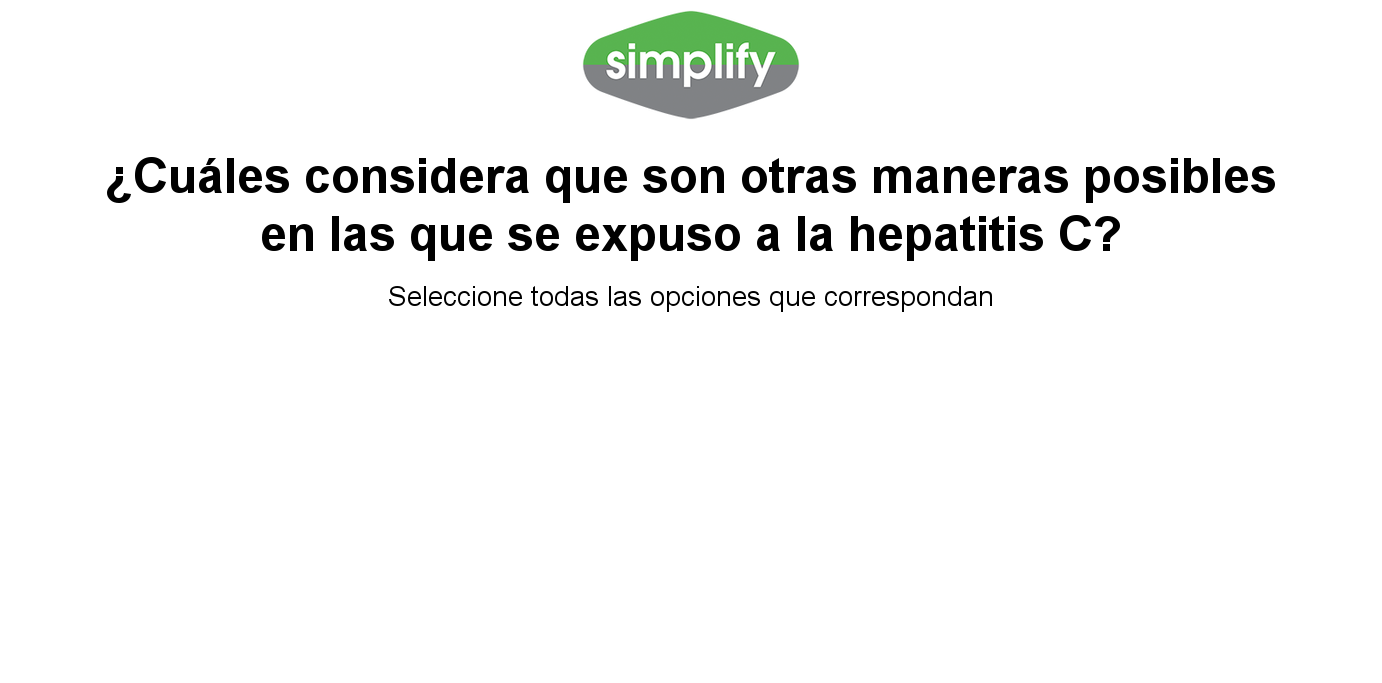 simplify
¿Cuáles considera que son otras maneras posibles
en las que se expuso a la hepatitis C?
Seleccione todas las opciones que correspondan